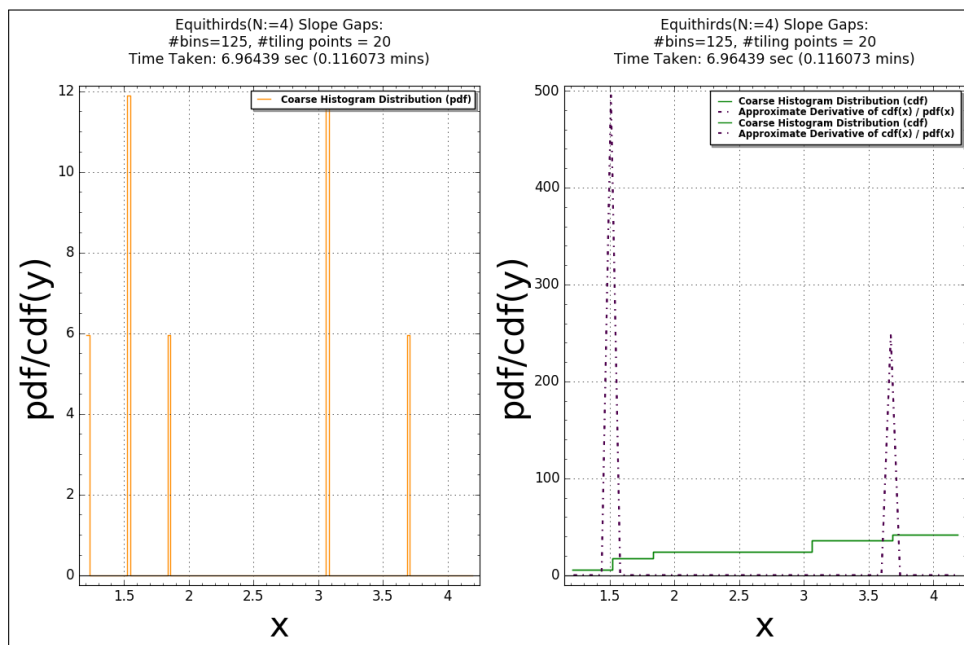 Equithirds(N:=4) Slope Gaps:
#bins=125, #tiling points = 20
Time Taken: 6.96439 sec (0.116073 mins)
Coarse Histogram Distribution (pdf)
12
10
8
6
4
2
0
1.5
2
2.5
3
3.5
4
pdf/cdf(y)
x
Equithirds(N:=4) Slope Gaps:
#bins=125, #tiling points = 20
Time Taken: 6.96439 sec (0.116073 mins)
Coarse Histogram Distribution (cdf)
Approximate Derivative of cdf(x) / pdf(x)
Coarse Histogram Distribution (cdf)
Approximate Derivative of cdf(x) / pdf(x)
500
400
300
200
100
0
1.5
2
2.5
3
3.5
4
pdf/cdf(y)
x